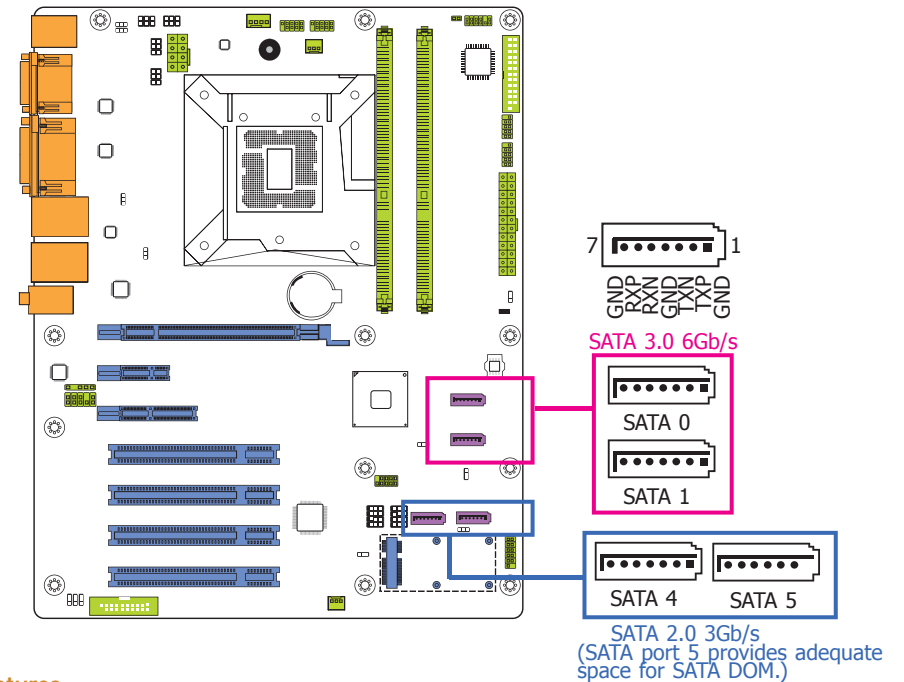 7 1
GND
RXP
RXN
GND
TXN
TXP
GND
SATA 3.0 6Gb/s
SATA 0
SATA 1
SATA 4 SATA 5
SATA 2.0 3Gb/s
(SATA port 5 provides adequate
space for SATA DOM.)